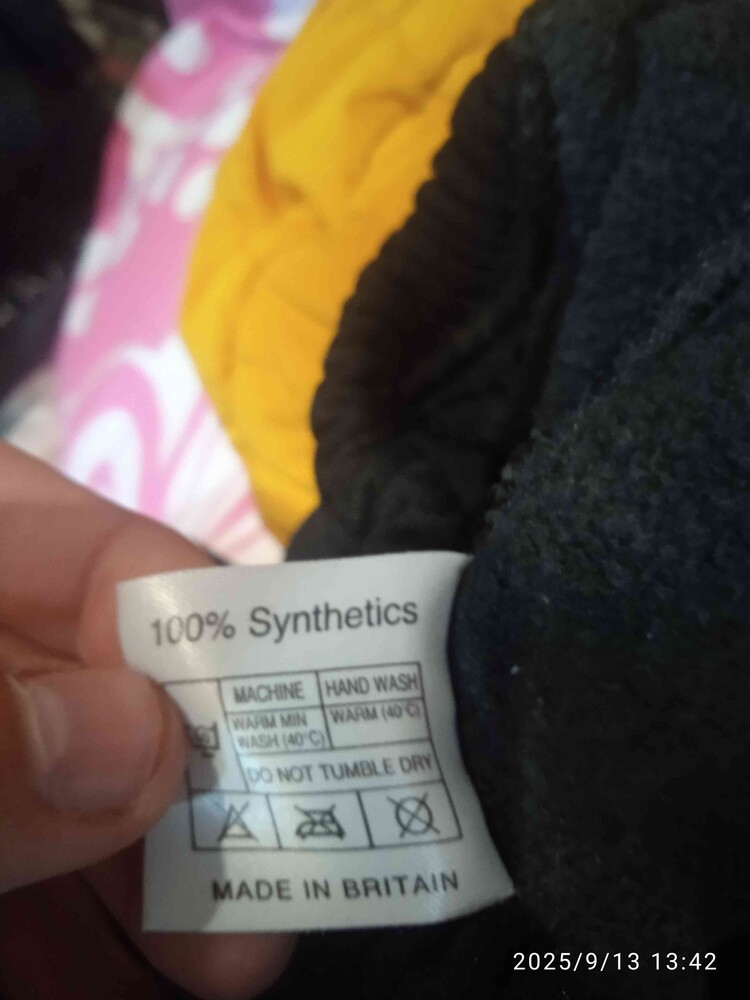 100% Synthetics
MACHINE HAND WASH
WARM MIN WARM (40°C)
WASH (40°C)
DO NOT TUMBLE DRY
MADE IN BRITAIN
2025/9/13 13:42